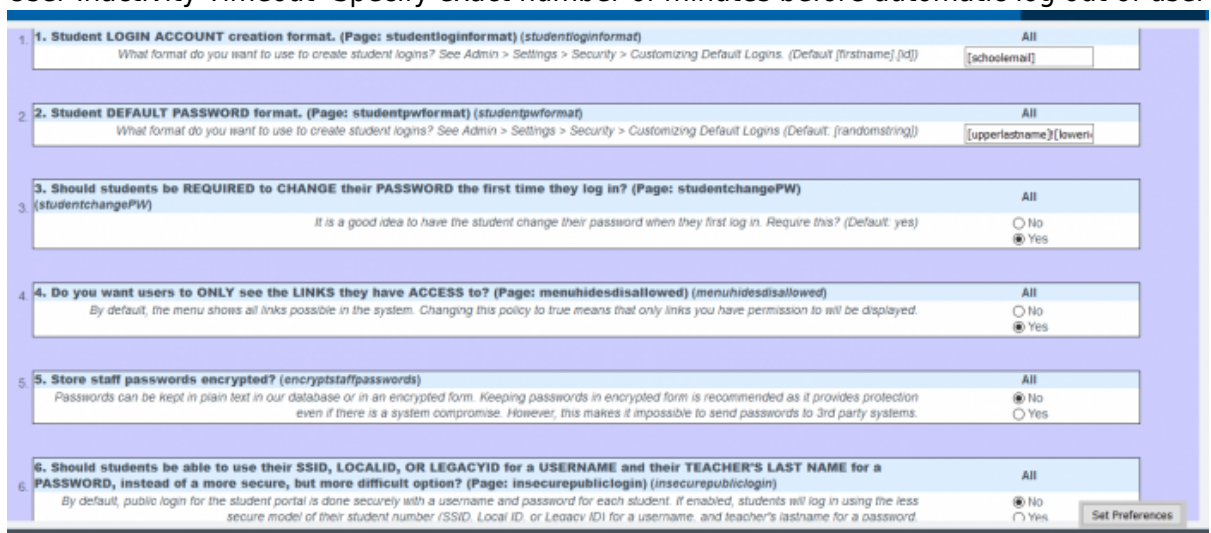 User Inactivity Timeout- Specify exact number of minutes before automatic log out of user
1. 1. Student LOGIN ACCOUNT creation format. (Page: studentloginformat) (studentloginformat) All
What format do you want to use to create student logins? See Admin > Settings > Security > Customizing Default Logins. (Default [firstname].[id]) [schoolemail]
2. 2. Student DEFAULT PASSWORD format. (Page: studentpwformat) (studentpwformat) All
What format do you want to use to create student logins? See Admin > Settings > Security > Customizing Default Logins (Default: [randomstring])
3. 3. Should students be REQUIRED to CHANGE their PASSWORD the first time they log in? (Page: studentchangePW)
(studentchangePW) All
It is a good idea to have the student change their password when they first log in. Require this? (Default: yes) No
Yes
4. 4. Do you want users to ONLY see the LINKS they have ACCESS to? (Page: menuhidesdisallowed) (menuhidesdisallowed) All
By default, the menu shows all links possible in the system. Changing this policy to true means that only links you have permission to will be displayed. No
Yes
5. 5. Store staff passwords encrypted? (encryptstaffpasswords) All
Passwords can be kept in plain text in our database or in an encrypted form. Keeping passwords in encrypted form is recommended as it provides protection No
even if there is a system compromise. However, this makes it impossible to send passwords to 3rd party systems. Yes
6. 6. Should students be able to use their SSID, LOCALID, OR LEGACYID for a USERNAME and their TEACHER'S LAST NAME for a
PASSWORD, instead of a more secure, but more difficult option? (Page: insecurepubliclogin) (insecurepubliclogin) All
By default, public login for the student portal is done securely with a username and password for each student. If enabled, students will log in using the less No
secure model of their student number (SSID, Local ID, or Legacy ID) for a username, and teacher's lastname for a password. Yes
Set Preferences